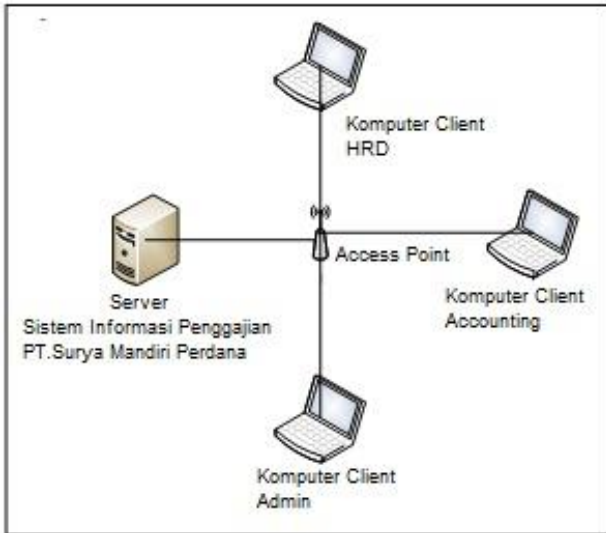 Komputer Client
HRD
Access Point
Server
Sistem Informasi Penggajian
PT.Surya Mandiri Perdana
Komputer Client
Accounting
Komputer Client
Admin